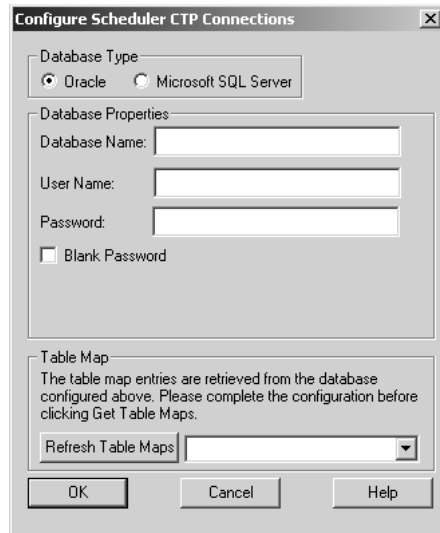 Configure Scheduler CTP Connections
Database Type
Oracle
Microsoft SQL Server
Database Properties
Database Name:
User Name:
Password:
Blank Password
Table Map
The table map entries are retrieved from the database
configured above. Please complete the configuration before
clicking Get Table Maps.
Refresh Table Maps
OK
Cancel
Help